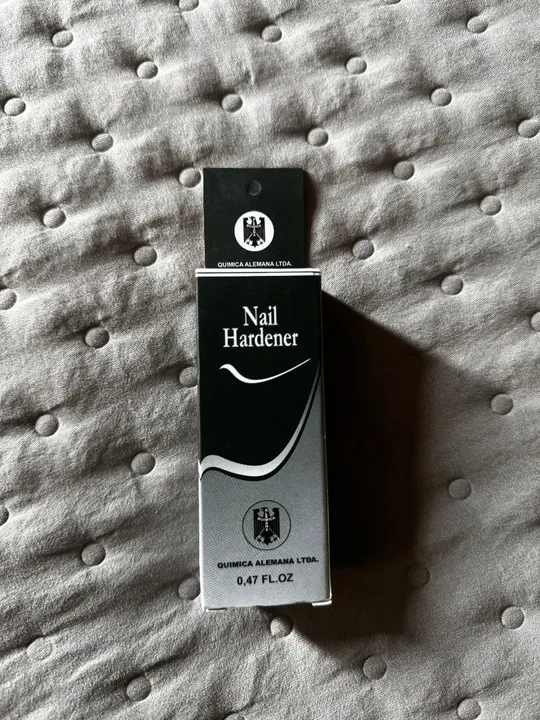 QUIMICA ALEMANA LTDA.
Nail
Hardener
QUIMICA ALEMANA LTDA.
0,47 FL.OZ